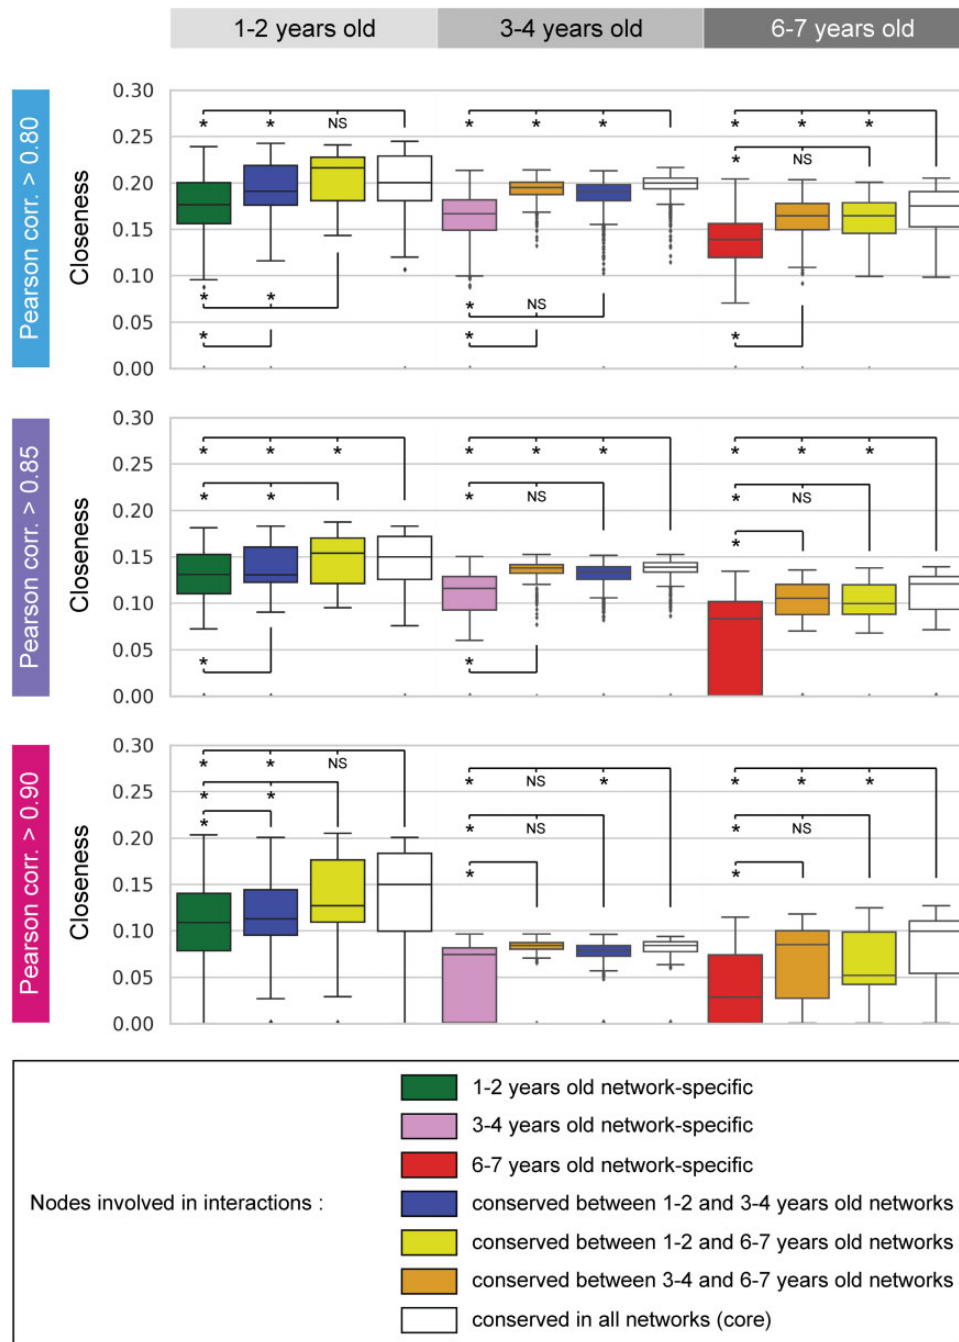 1-2 years old 3-4 years old 6-7 years old
Pearson corr. > 0.80
Closeness
0.30
0.25
0.20
0.15
0.10
0.05
0.00
* * NS
* * *
* * *
* NS
* *
*
* NS
*
*
Pearson corr. > 0.85
Closeness
0.30
0.25
0.20
0.15
0.10
0.05
0.00
* * *
* * *
* * *
* *
* NS
* NS
*
*
*
Pearson corr. > 0.90
Closeness
0.30
0.25
0.20
0.15
0.10
0.05
0.00
* * NS
* NS *
* * *
* *
*
* NS
*
* NS
*
Nodes involved in interactions :
1-2 years old network-specific
3-4 years old network-specific
6-7 years old network-specific
conserved between 1-2 and 3-4 years old networks
conserved between 1-2 and 6-7 years old networks
conserved between 3-4 and 6-7 years old networks
conserved in all networks (core)